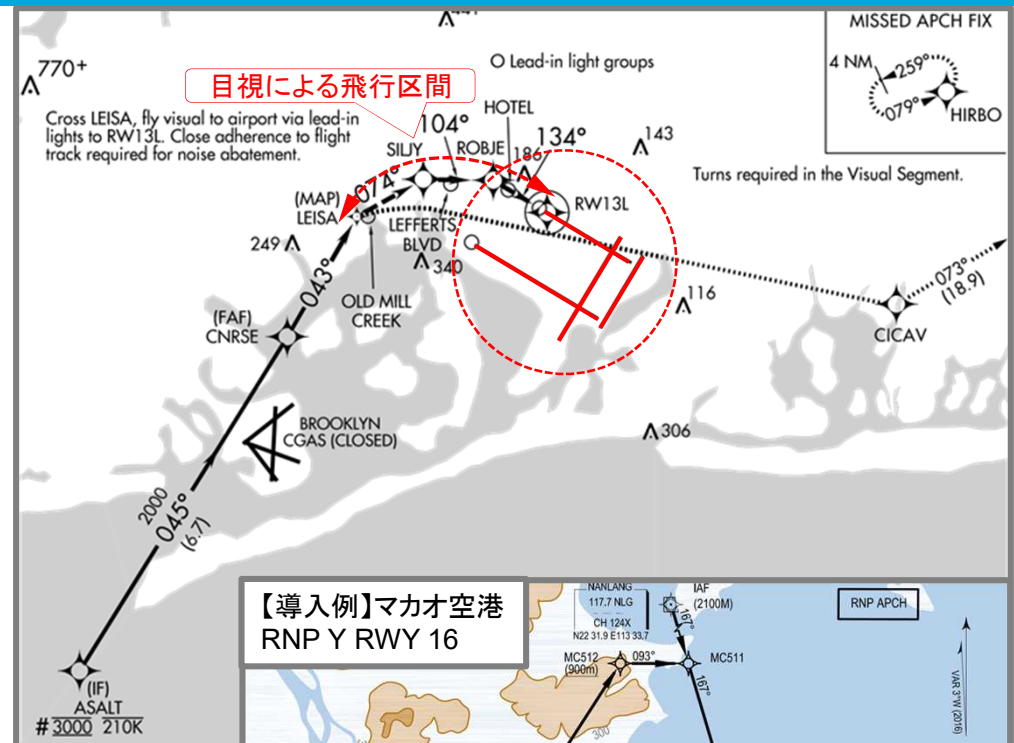 441
MISSED APCH FIX
4 NM
259°
079°
HIRBO
770+
O Lead-in light groups
目視による飛行区間
Cross LEISA, fly visual to airport via lead-in
lights to RW13L. Close adherence to flight
track required for noise abatement.
HOTEL
104°
134°
143
SILJY
ROBJE
186
Turns required in the Visual Segment.
074°
(MAP)
LEISA
RW13L
LEFFERTS
BLVD
249
340
043°
OLD MILL
CREEK
116
073°
(18.9)
(FAF)
CNRSE
CICAV
BROOKLYN
CGAS (CLOSED)
306
2000
045°
(6.7)
(IF)
ASALT
# 3000 210K
【導入例】マカオ空港
RNP Y RWY 16
NANLANG
117.7 NLG
CH 124X
N22 31.9 E113 33.7
IAF
(2100M)
167°
RNP APCH
MC512
(900m)
093°
MC511
167°
VAR 3°W (2016)
300